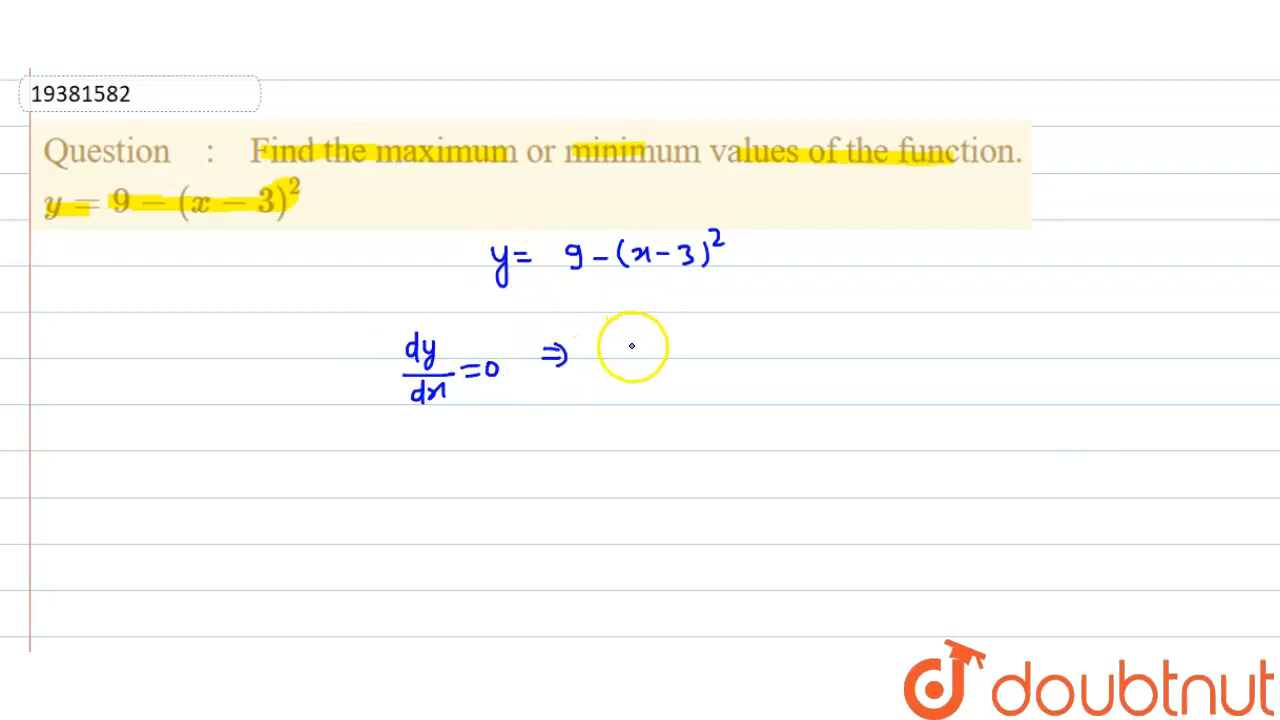 19381582
Question : Find the maximum or minimum values of the function.
y = 9 − (x − 3)²
y = 9 − (x − 3)²
dy/dx = 0 ⇒
doubtnut